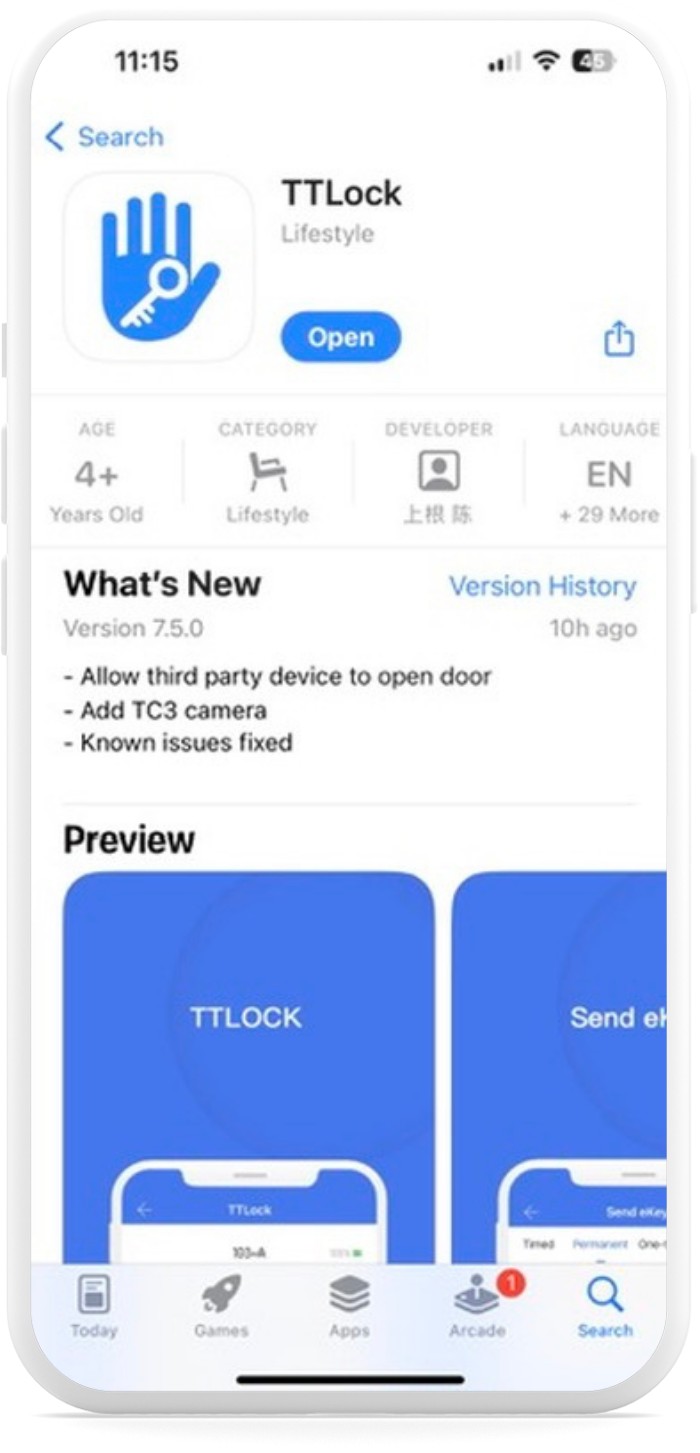 11:15
45
Search
TTLock
Lifestyle
Open
AGE
CATEGORY
DEVELOPER
LANGUAGE
4+
EN
Years Old
Lifestyle
上根 陈
+ 29 More
What's New
Version History
Version 7.5.0
10h ago
- Allow third party device to open door
- Add TC3 camera
- Known issues fixed
Preview
TTLOCK
Send eK
TTLock
Send eKey
103-A
100%
Timed
Permanent
One-t
1
Today
Games
Apps
Arcade
Search